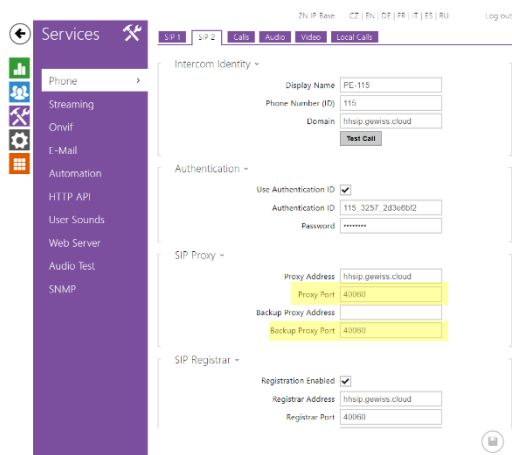 2N IP Base CZ | EN | DE | FR | IT | ES | RU Log out
Services
SIP 1 SIP 2 Calls Audio Video Local Calls
Phone
Streaming
Onvif
E-Mail
Automation
HTTP API
User Sounds
Web Server
Audio Test
SNMP
Intercom Identity
Display Name PE-115
Phone Number (ID) 115
Domain hhsip.gewiss.cloud
Test Call
Authentication
Use Authentication ID
Authentication ID 115_3257_2d3e6bf2
Password ********
SIP Proxy
Proxy Address hhsip.gewiss.cloud
Proxy Port 40060
Backup Proxy Address
Backup Proxy Port 40060
SIP Registrar
Registration Enabled
Registrar Address hhsip.gewiss.cloud
Registrar Port 40060